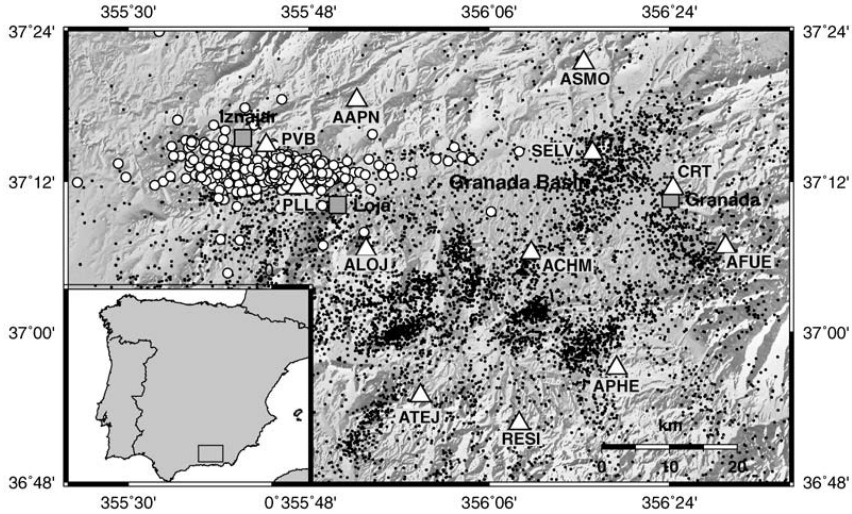 355°30' 355°48' 356°06' 356°24'
37°24' 37°24'
ASMO
AAPN
Iznajar
PVB
SELV
37°12' 37°12'
CRT
Granada Basin
PLL
Loja
Granada
ALOJ
ACHM
AFUE
37°00' 37°00'
APHE
ATEJ
RESI
km
0 10 20
36°48' 36°48'
355°30' 0°355°48' 356°06' 356°24'